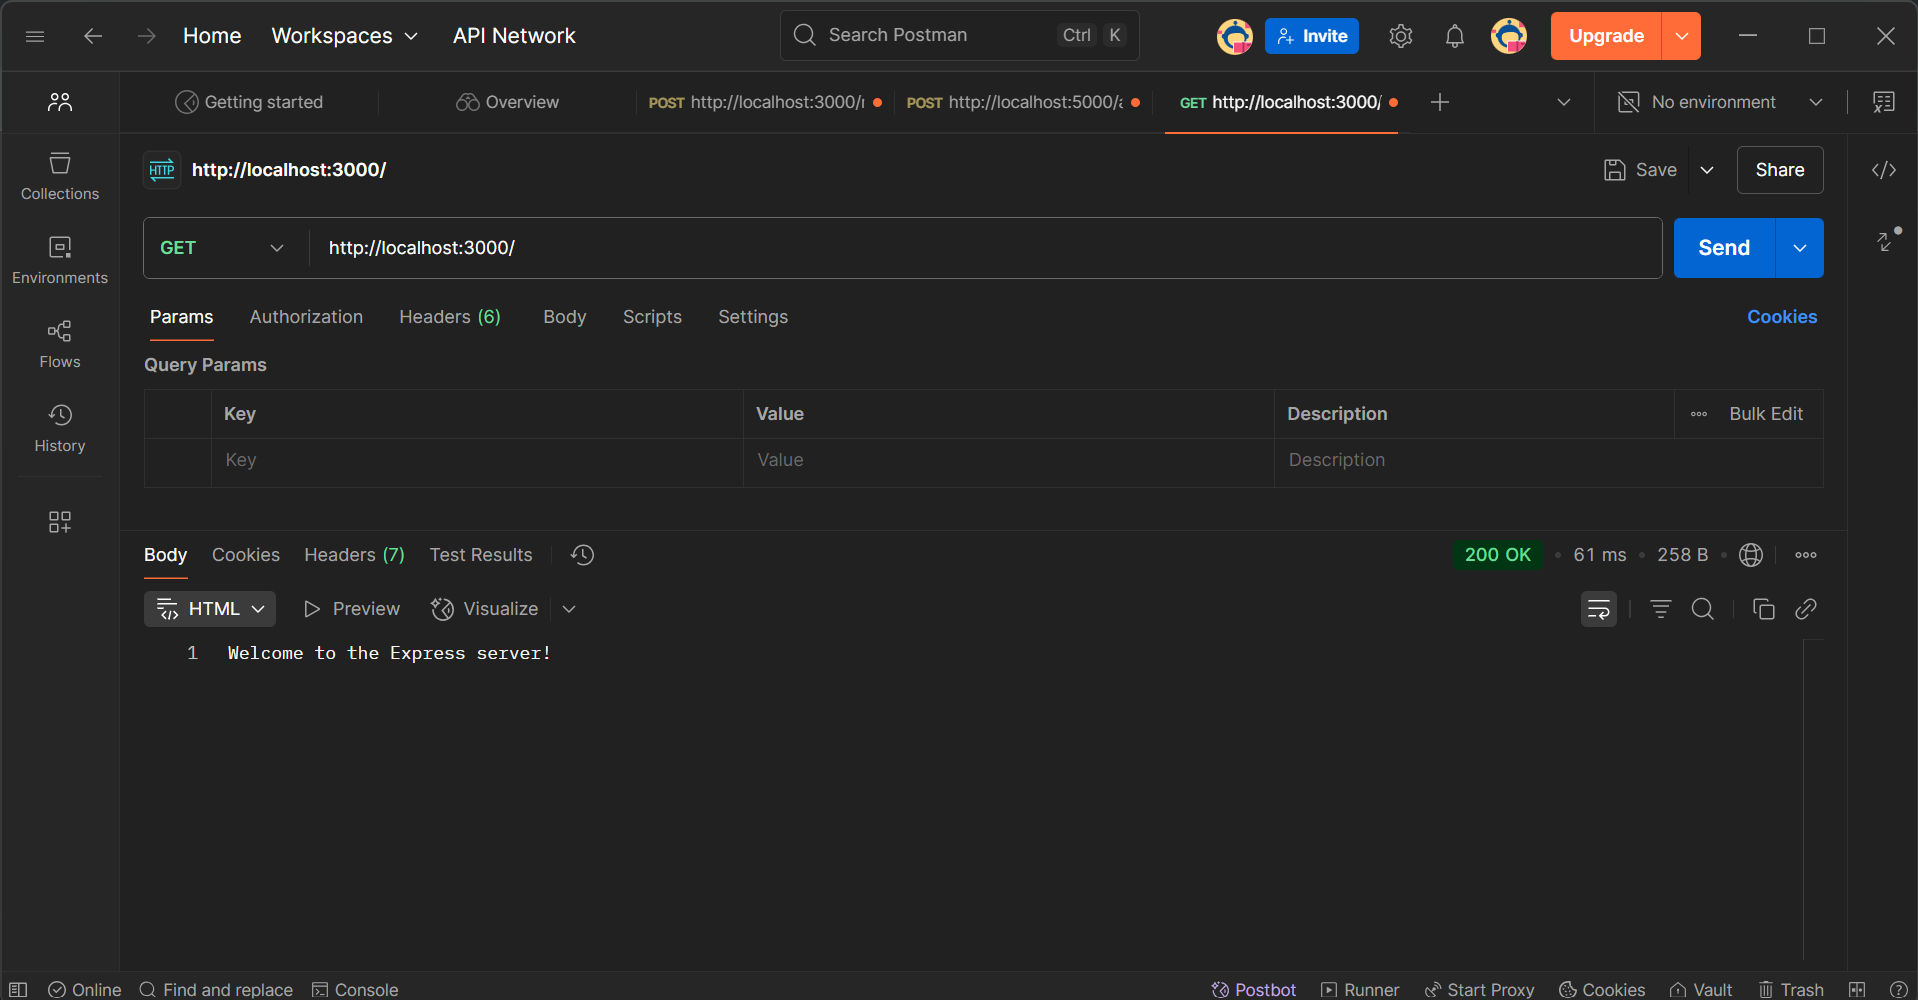 Home Workspaces API Network Search Postman Ctrl K Invite Upgrade
Getting started Overview POST http://localhost:3000/r POST http://localhost:5000/a GET http://localhost:3000/ No environment
HTTP http://localhost:3000/ Save Share
Collections
GET http://localhost:3000/ Send
Environments
Params Authorization Headers (6) Body Scripts Settings Cookies
Flows
Query Params
Key Value Description Bulk Edit
History
Key Value Description
Body Cookies Headers (7) Test Results 200 OK 61 ms 258 B
HTML Preview Visualize
1 Welcome to the Express server!
Online Find and replace Console Postbot Runner Start Proxy Cookies Vault Trash